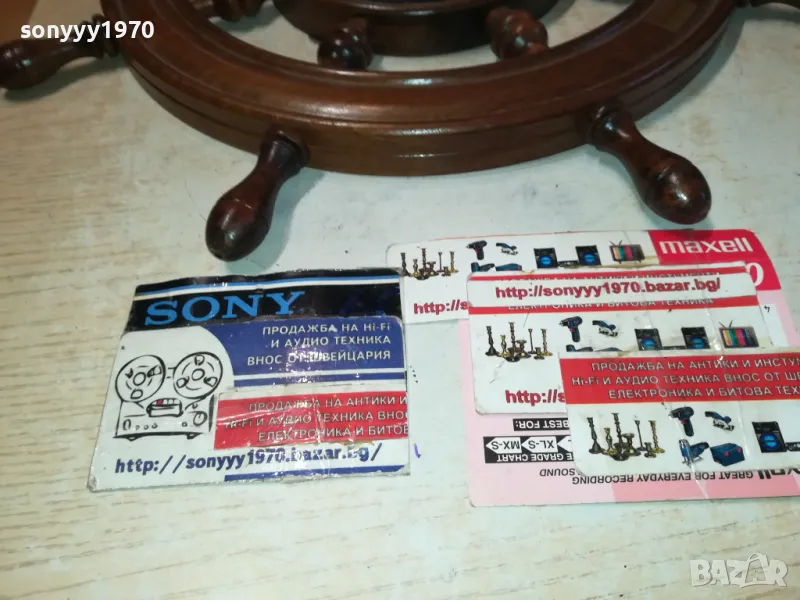 sonyyy1970
maxell
http://sonyyy1970.bazar.bg/
ЕЛЕКТРОНИКА И БИТОВА ТЕХНИКА
SONY
ПРОДАЖБА НА Hi-Fi
И АУДИО ТЕХНИКА
ВНОС ОТ ШВЕЙЦАРИЯ
ПРОДАЖБА НА АНТИКИ И
Hi-Fi И АУДИО ТЕХНИКА ВНОС
ЕЛЕКТРОНИКА И БИТОВ
http://sonyyy1970.bazar.bg/
ПРОДАЖБА НА АНТИКИ И ИНСТРУ
Hi-Fi И АУДИО ТЕХНИКА ВНОС ОТ ШВЕ
ЕЛЕКТРОНИКА И БИТОВА ТЕХ
http://s
BEST FOR:
XL-S MX-S
E GRADE CHART
GREAT FOR EVERYDAY RECORDING
SOUND
BAZAR